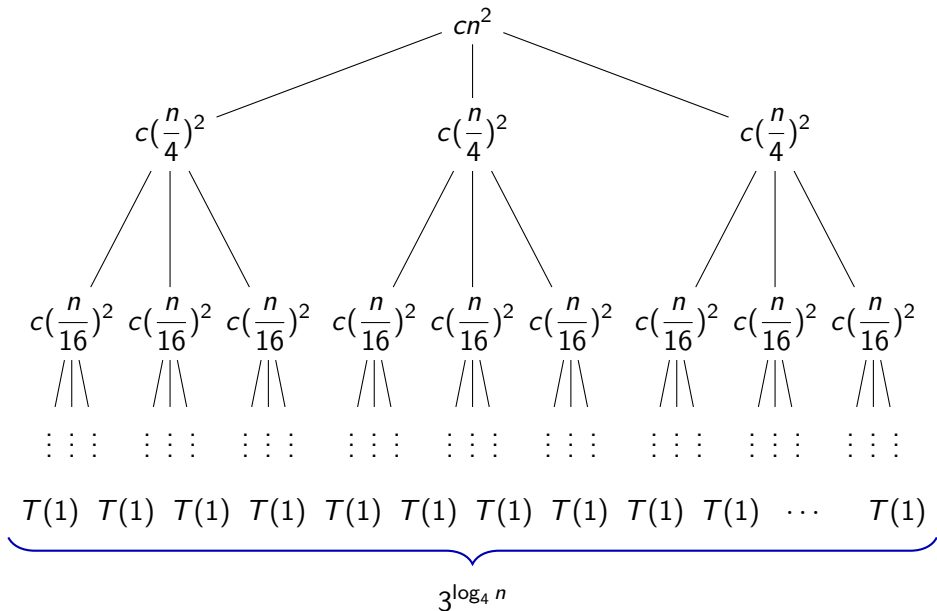 cn²
c(n/4)² c(n/4)² c(n/4)²
c(n/16)² c(n/16)² c(n/16)² c(n/16)² c(n/16)² c(n/16)² c(n/16)² c(n/16)² c(n/16)²
⋮ ⋮ ⋮ ⋮ ⋮ ⋮ ⋮ ⋮ ⋮ ⋮ ⋮ ⋮ ⋮ ⋮ ⋮ ⋮ ⋮ ⋮ ⋮ ⋮ ⋮ ⋮ ⋮ ⋮ ⋮ ⋮ ⋮
T(1) T(1) T(1) T(1) T(1) T(1) T(1) T(1) T(1) T(1) ⋯ T(1)
3^{log₄ n}